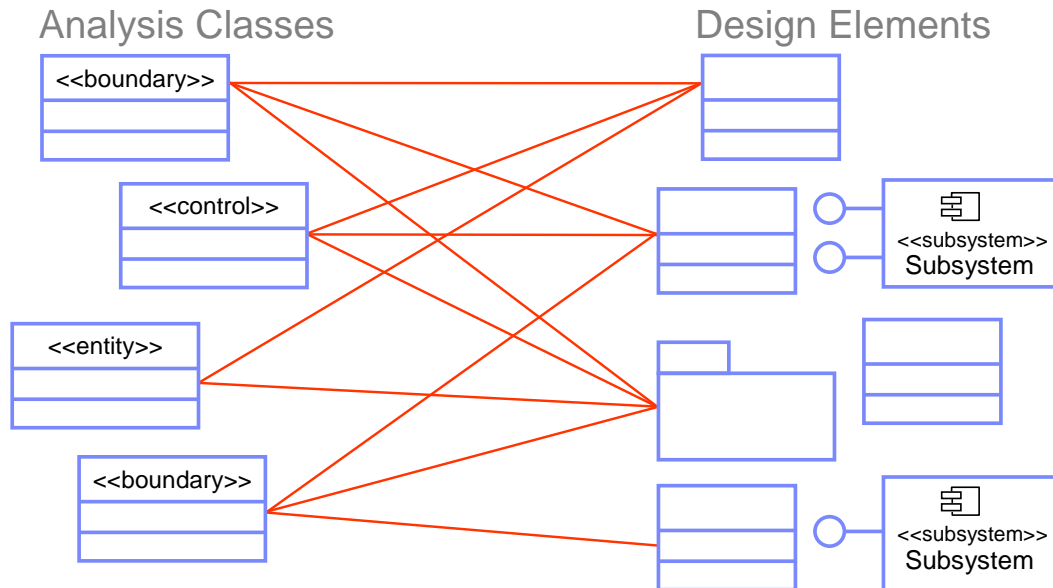 Analysis Classes
Design Elements
<<boundary>>
<<control>>
<<subsystem>>
Subsystem
<<entity>>
<<boundary>>
<<subsystem>>
Subsystem